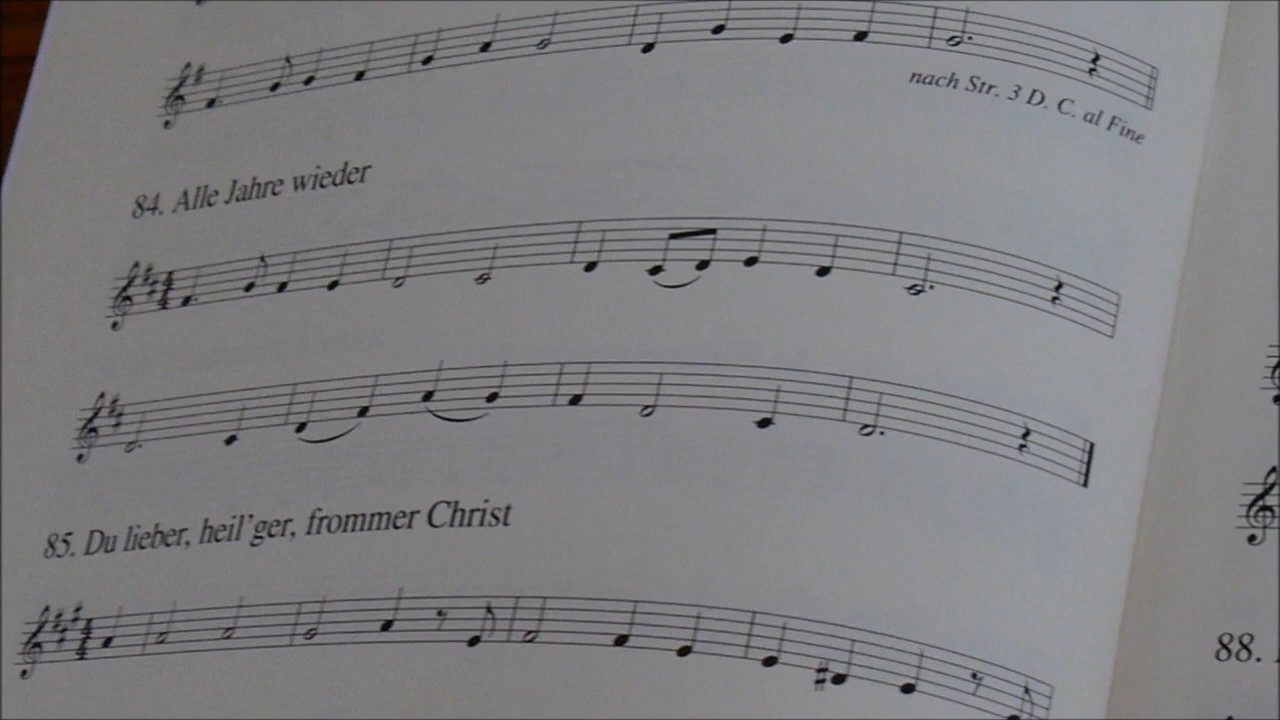 nach Str. 3 D. C. al Fine
84. Alle Jahre wieder
85. Du lieber, heil'ger, frommer Christ
88.